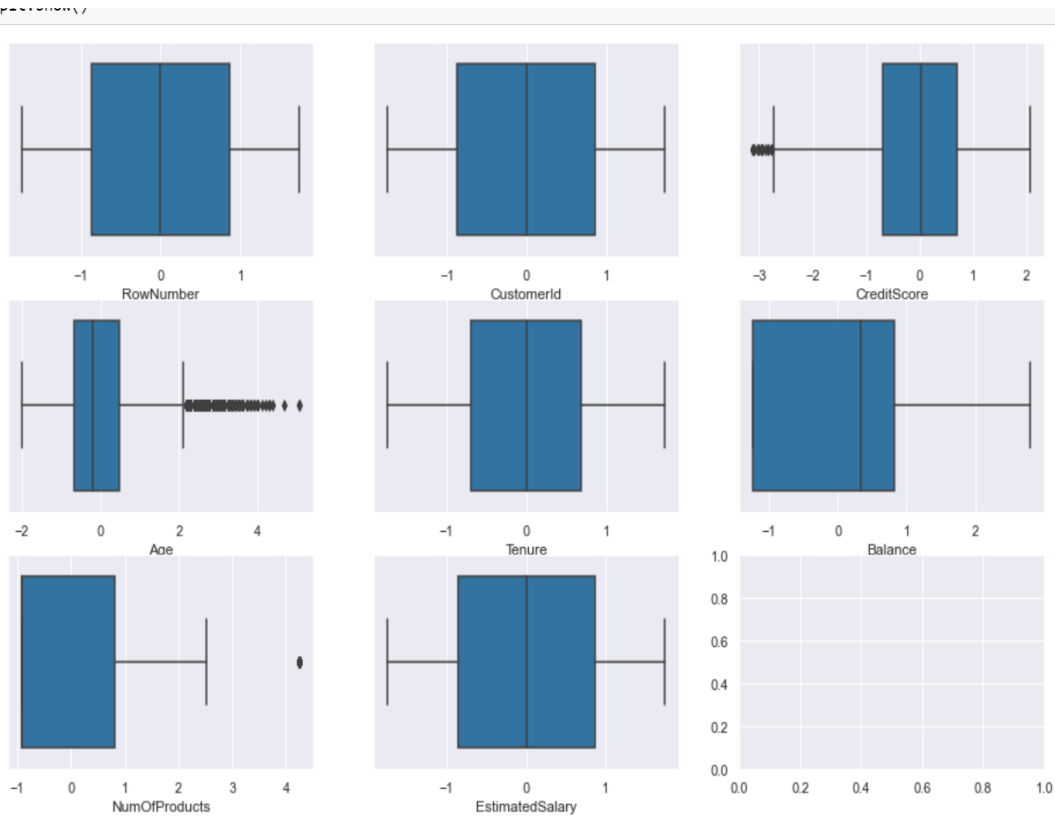 plt.show()
−1 0 1
RowNumber
−1 0 1
CustomerId
−3 −2 −1 0 1 2
CreditScore
−2 0 2 4
Age
−1 0 1
Tenure
−1 0 1 2
Balance
−1 0 1 2 3 4
NumOfProducts
−1 0 1
EstimatedSalary
1.0
0.8
0.6
0.4
0.2
0.0
0.0 0.2 0.4 0.6 0.8 1.0